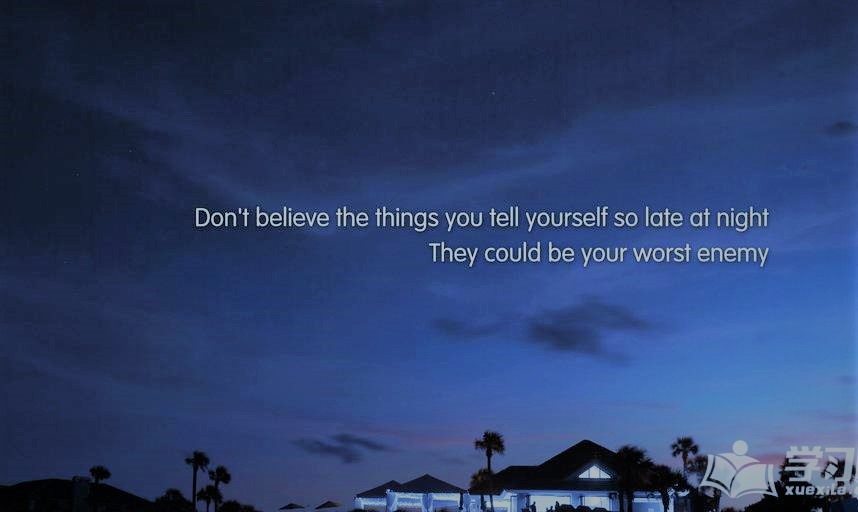 Don't believe the things you tell yourself so late at night
They could be your worst enemy
学习
xuexila